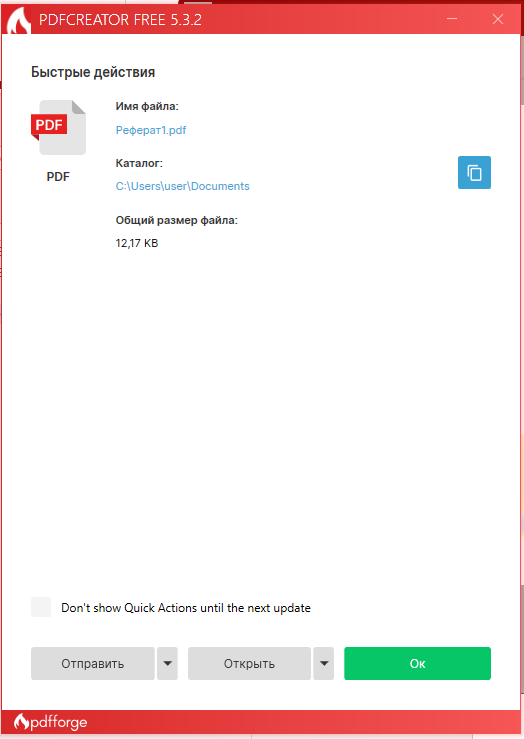 PDFCREATOR FREE 5.3.2
Быстрые действия
PDF
PDF
Имя файла:
Реферат1.pdf
Каталог:
C:\Users\user\Documents
Общий размер файла:
12,17 KB
Don't show Quick Actions until the next update
Отправить
Открыть
Ок
pdfforge